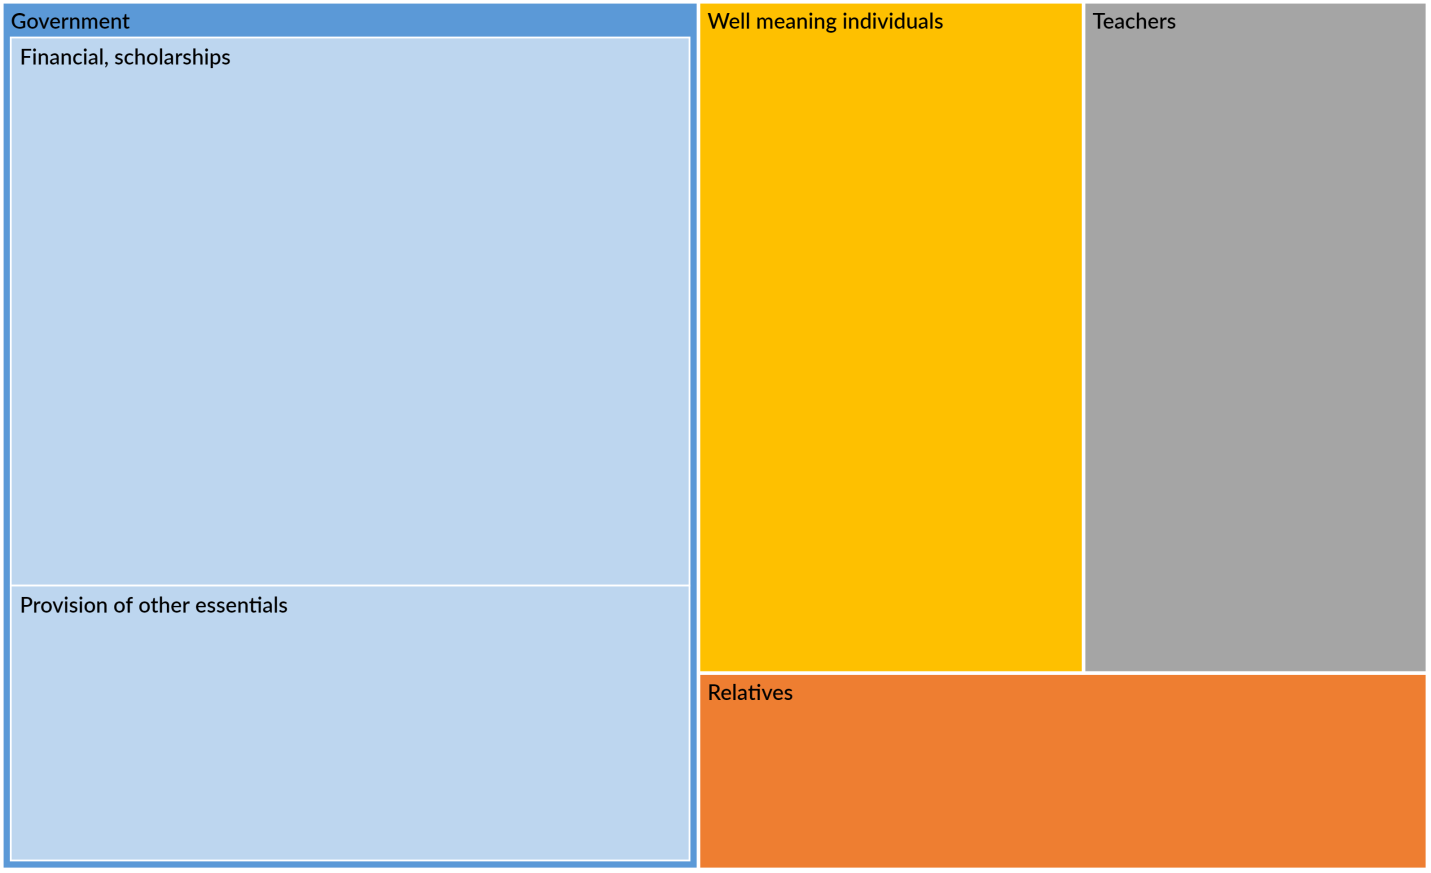 Government
Financial, scholarships
Provision of other essentials
Well meaning individuals
Teachers
Relatives